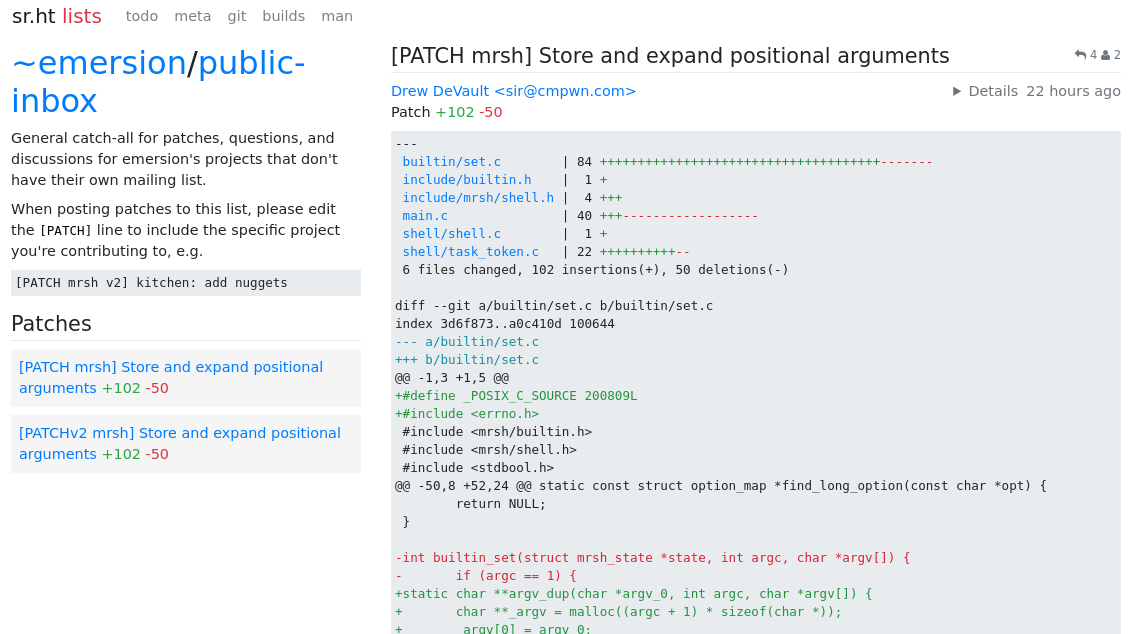 sr.ht lists todo meta git builds man
~emersion/public-
inbox
General catch-all for patches, questions, and
discussions for emersion's projects that don't
have their own mailing list.
When posting patches to this list, please edit
the [PATCH] line to include the specific project
you're contributing to, e.g.
[PATCH mrsh v2] kitchen: add nuggets
Patches
[PATCH mrsh] Store and expand positional
arguments +102 -50
[PATCHv2 mrsh] Store and expand positional
arguments +102 -50
[PATCH mrsh] Store and expand positional arguments 4 2
Drew DeVault <sir@cmpwn.com> ▶ Details 22 hours ago
Patch +102 -50
---
 builtin/set.c        | 84 +++++++++++++++++++++++++++++++++++++-------
 include/builtin.h    |  1 +
 include/mrsh/shell.h |  4 +++
 main.c               | 40 +++------------------
 shell/shell.c        |  1 +
 shell/task_token.c   | 22 ++++++++++--
 6 files changed, 102 insertions(+), 50 deletions(-)
diff --git a/builtin/set.c b/builtin/set.c
index 3d6f873..a0c410d 100644
--- a/builtin/set.c
+++ b/builtin/set.c
@@ -1,3 +1,5 @@
+#define _POSIX_C_SOURCE 200809L
+#include <errno.h>
 #include <mrsh/builtin.h>
 #include <mrsh/shell.h>
 #include <stdbool.h>
@@ -50,8 +52,24 @@ static const struct option_map *find_long_option(const char *opt) {
        return NULL;
 }
-int builtin_set(struct mrsh_state *state, int argc, char *argv[]) {
-       if (argc == 1) {
+static char **argv_dup(char *argv_0, int argc, char *argv[]) {
+       char **_argv = malloc((argc + 1) * sizeof(char *));
+       _argv[0] = argv_0;